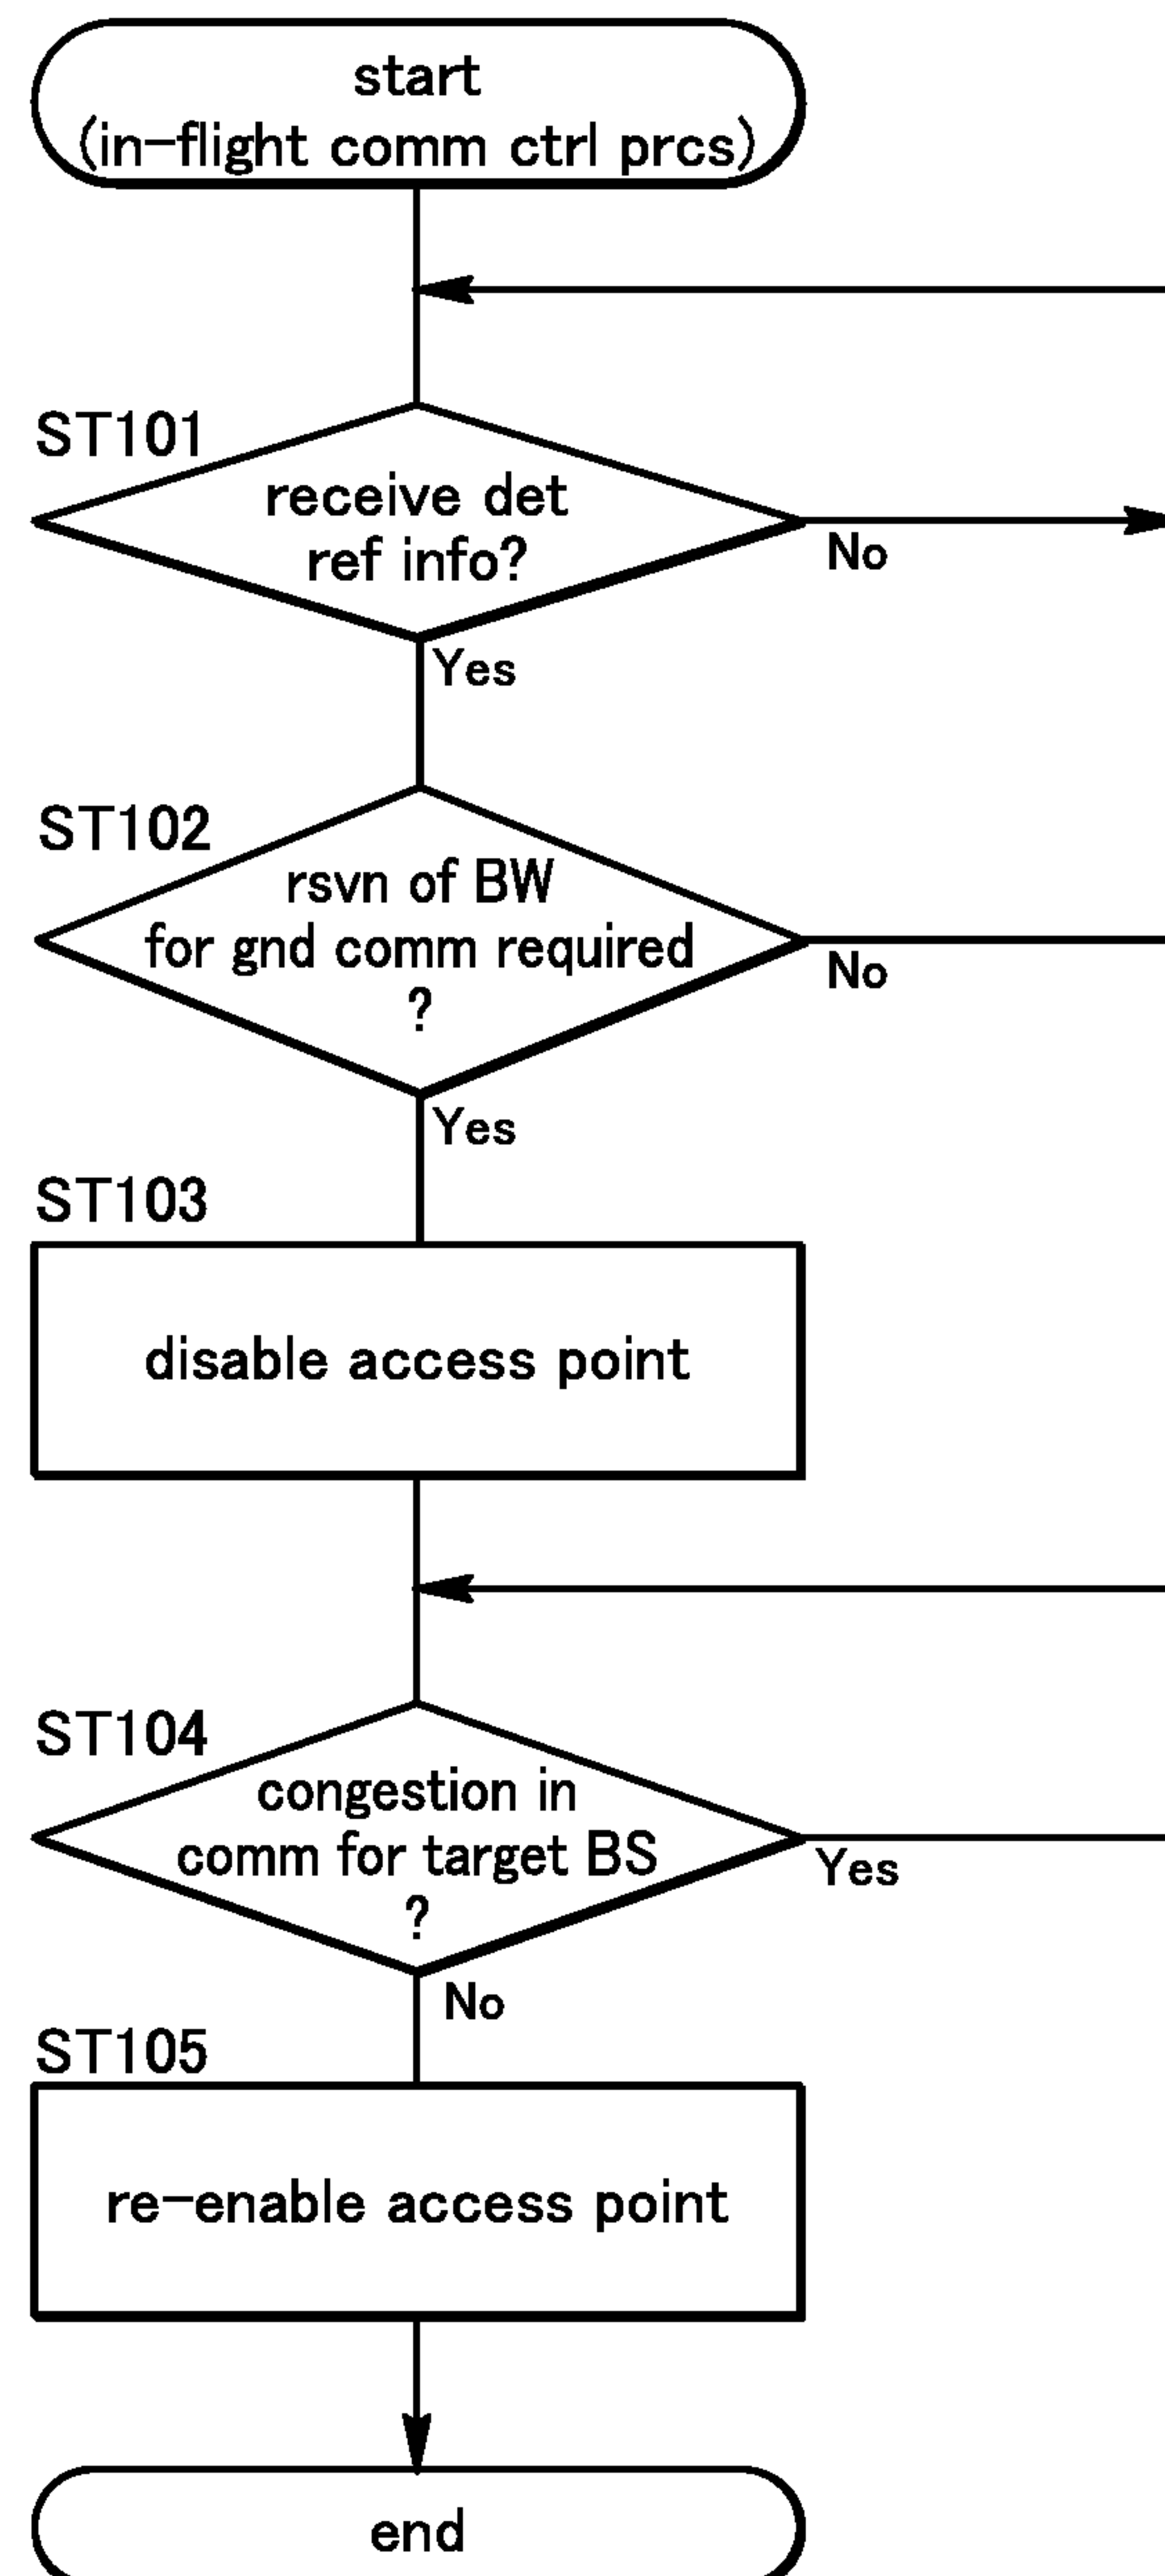 start
(in-flight comm ctrl prcs)
ST101
receive det
ref info?
No
Yes
ST102
rsvn of BW
for gnd comm required
?
No
Yes
ST103
disable access point
ST104
congestion in
comm for target BS
?
Yes
No
ST105
re-enable access point
end